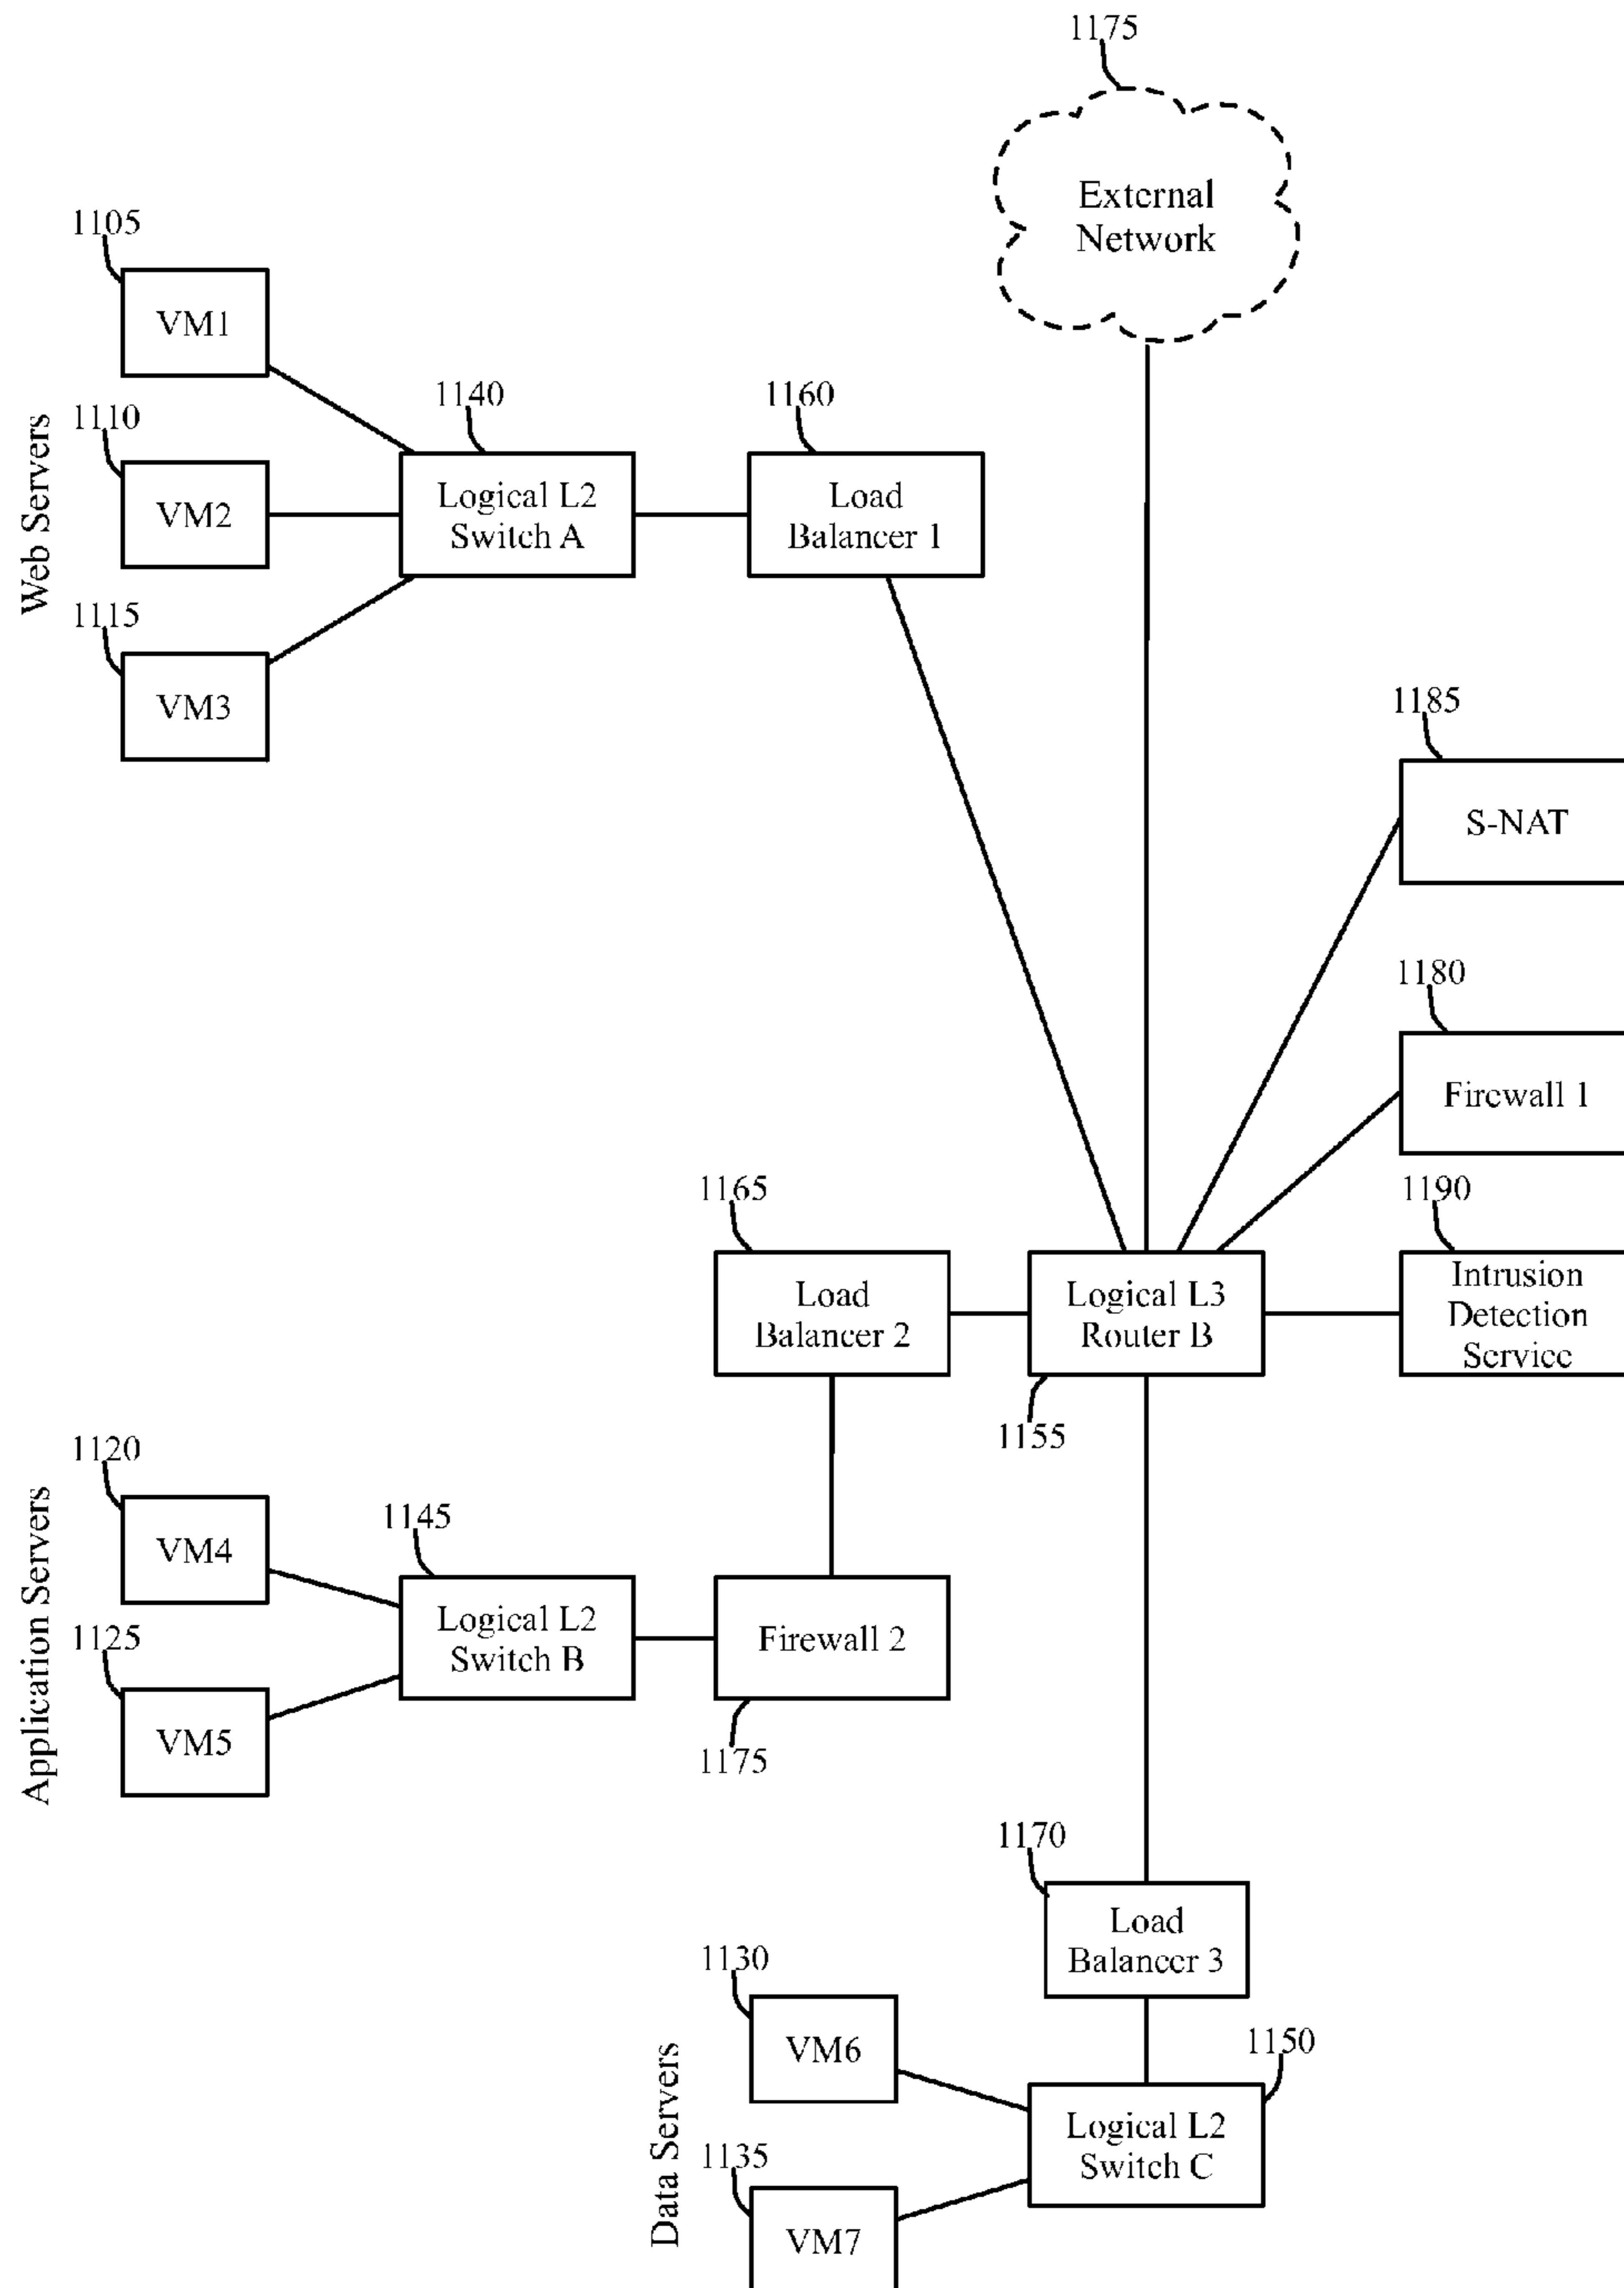 1175
External
Network
1105
VM1
1110
VM2
1115
VM3
Web Servers
1140
Logical L2
Switch A
1160
Load
Balancer 1
1185
S-NAT
1180
Firewall 1
1190
Intrusion
Detection
Service
1165
Load
Balancer 2
Logical L3
Router B
1155
1120
VM4
1125
VM5
Application Servers
1145
Logical L2
Switch B
Firewall 2
1175
1170
Load
Balancer 3
1130
VM6
1135
VM7
Data Servers
1150
Logical L2
Switch C